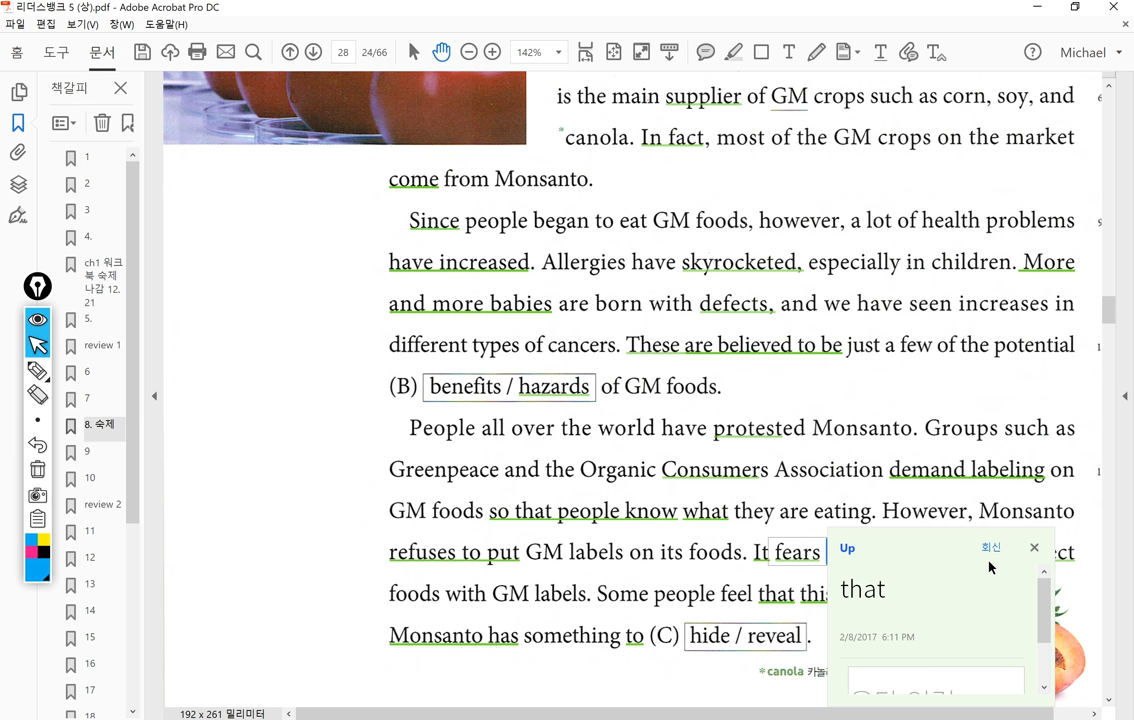 리더스뱅크 5 (상).pdf - Adobe Acrobat Pro DC
파일 편집 보기(V) 창(W) 도움말(H)
홈 도구 문서 28 24/66 142% Michael
책갈피
1
2
3
4.
ch1 워크
북 숙제
나감 12.
21
5.
review 1
6
7
8. 숙제
9
10
review 2
11
12
13
14
15
16
17
18
is the main supplier of GM crops such as corn, soy, and
*canola. In fact, most of the GM crops on the market
come from Monsanto.
Since people began to eat GM foods, however, a lot of health problems
have increased. Allergies have skyrocketed, especially in children. More
and more babies are born with defects, and we have seen increases in
different types of cancers. These are believed to be just a few of the potential
(B) benefits / hazards of GM foods.
People all over the world have protested Monsanto. Groups such as
Greenpeace and the Organic Consumers Association demand labeling on
GM foods so that people know what they are eating. However, Monsanto
refuses to put GM labels on its foods. It fears
foods with GM labels. Some people feel that this
Monsanto has something to (C) hide / reveal.
*canola
Up 회신
that
2/8/2017 6:11 PM
192 x 261 밀리미터